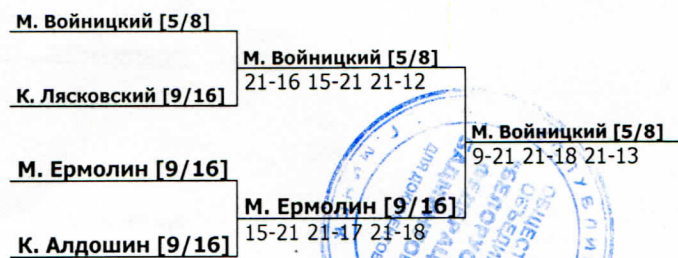 М. Войницкий [5/8]
М. Войницкий [5/8]
21-16 15-21 21-12
К. Лясковский [9/16]
М. Войницкий [5/8]
9-21 21-18 21-13
М. Ермолин [9/16]
М. Ермолин [9/16]
15-21 21-17 21-18
К. Алдошин [9/16]